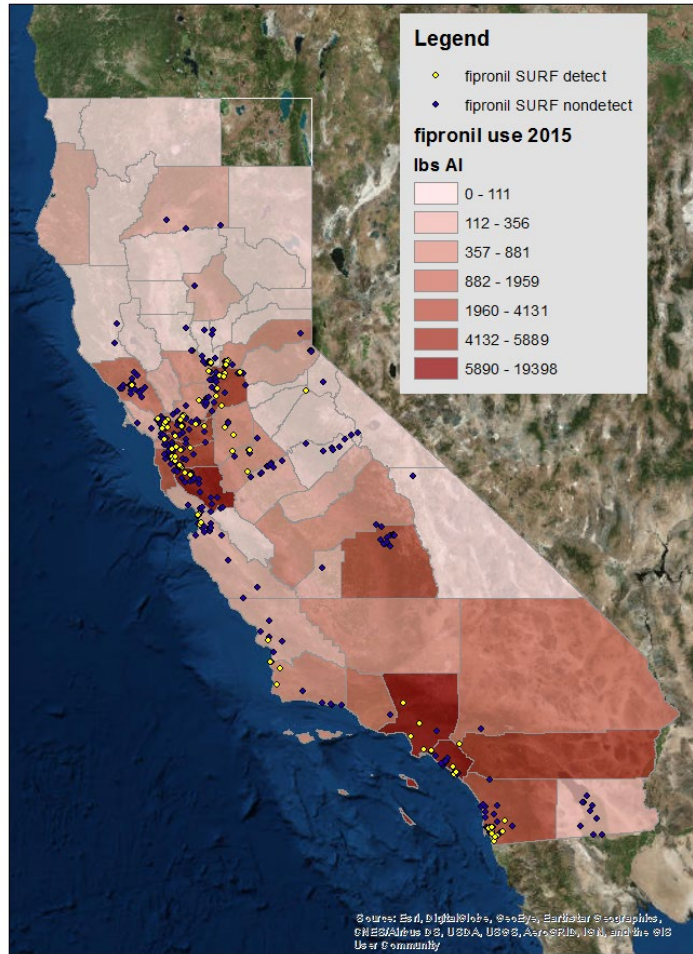 Legend
fipronil SURF detect
fipronil SURF nondetect
fipronil use 2015
lbs AI
0 - 111
112 - 356
357 - 881
882 - 1959
1960 - 4131
4132 - 5889
5890 - 19398
Source: Esri, DigitalGlobe, GeoEye, Earthstar Geographics,
CNES/Airbus DS, USDA, USGS, AeroGRID, IGN, and the GIS
User Community